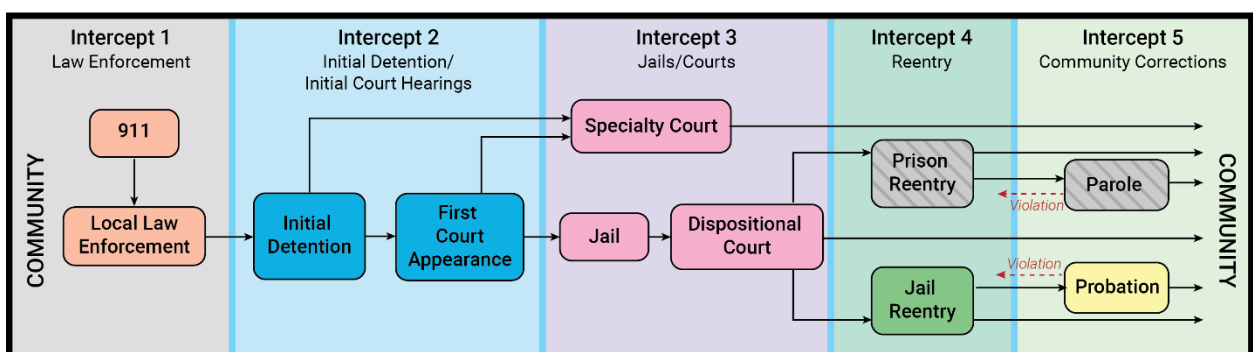 Intercept 1
Law Enforcement
Intercept 2
Initial Detention/
Initial Court Hearings
Intercept 3
Jails/Courts
Intercept 4
Reentry
Intercept 5
Community Corrections
COMMUNITY
911
Local Law
Enforcement
Initial
Detention
First
Court
Appearance
Specialty Court
Jail
Dispositional
Court
Prison
Reentry
Parole
Violation
Jail
Reentry
Violation
Probation
COMMUNITY